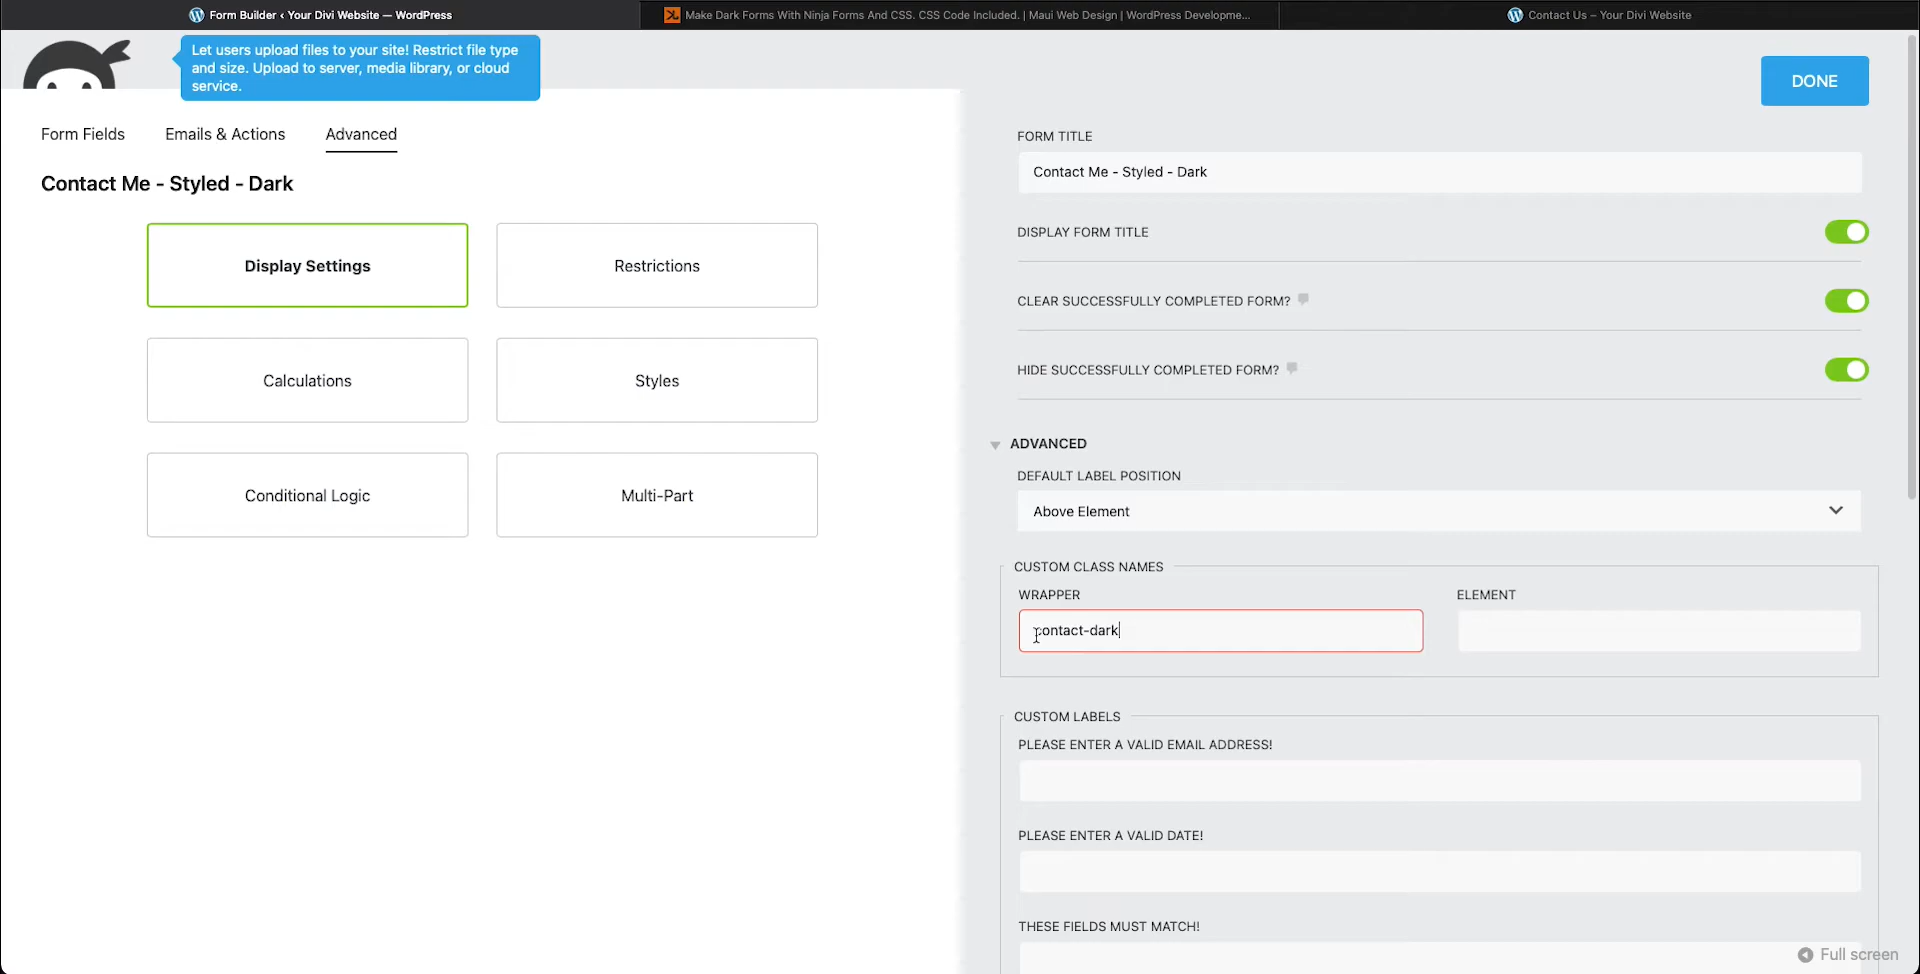 Form Builder ‹ Your Divi Website — WordPress
Make Dark Forms With Ninja Forms And CSS. CSS Code Included. | Maui Web Design | WordPress Developme...
Contact Us – Your Divi Website
Let users upload files to your site! Restrict file type
and size. Upload to server, media library, or cloud
service.
DONE
Form Fields
Emails & Actions
Advanced
Contact Me - Styled - Dark
Display Settings
Restrictions
Calculations
Styles
Conditional Logic
Multi-Part
FORM TITLE
Contact Me - Styled - Dark
DISPLAY FORM TITLE
CLEAR SUCCESSFULLY COMPLETED FORM?
HIDE SUCCESSFULLY COMPLETED FORM?
ADVANCED
DEFAULT LABEL POSITION
Above Element
CUSTOM CLASS NAMES
WRAPPER
ELEMENT
contact-dark
CUSTOM LABELS
PLEASE ENTER A VALID EMAIL ADDRESS!
PLEASE ENTER A VALID DATE!
THESE FIELDS MUST MATCH!
Full screen